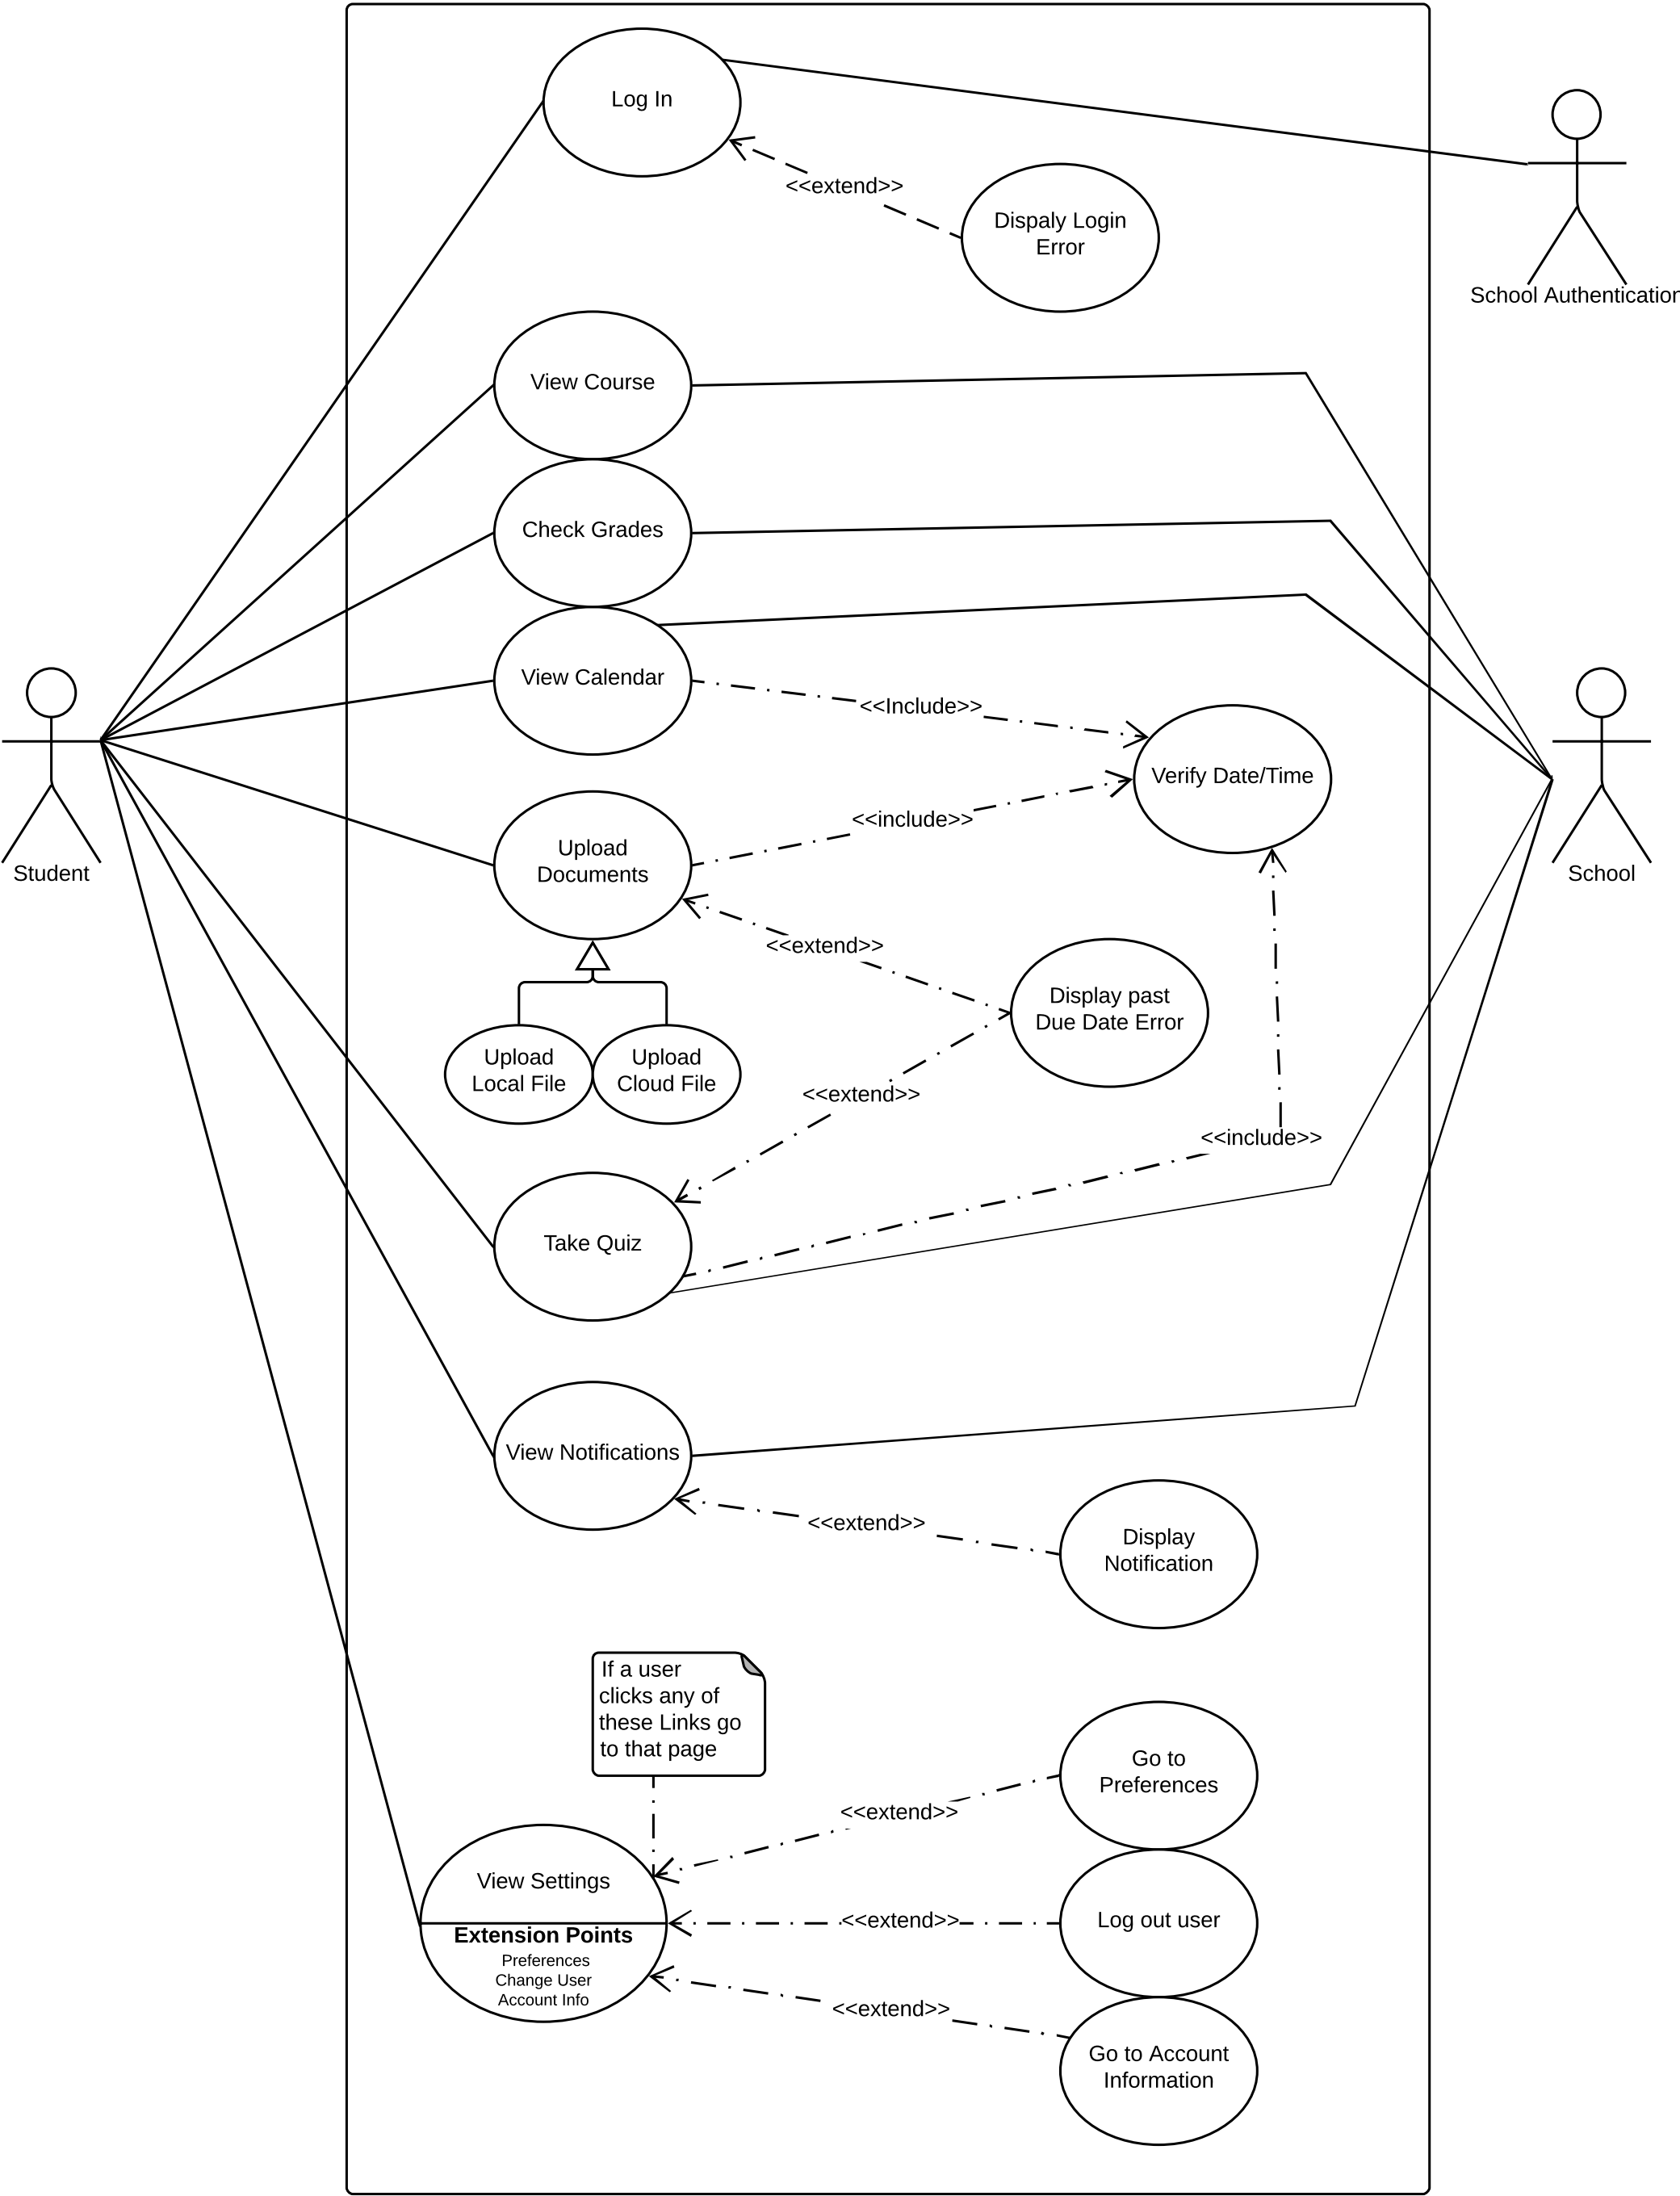 Log In
<<extend>>
Dispaly Login
Error
School Authentication
View Course
Check Grades
View Calendar
<<Include>>
Verify Date/Time
<<include>>
Upload
Documents
Student
School
<<extend>>
Display past
Due Date Error
Upload
Local File
Upload
Cloud File
<<extend>>
<<include>>
Take Quiz
View Notifications
<<extend>>
Display
Notification
If a user
clicks any of
these Links go
to that page
Go to
Preferences
<<extend>>
View Settings
Extension Points
Preferences
Change User
Account Info
<<extend>>
Log out user
<<extend>>
Go to Account
Information